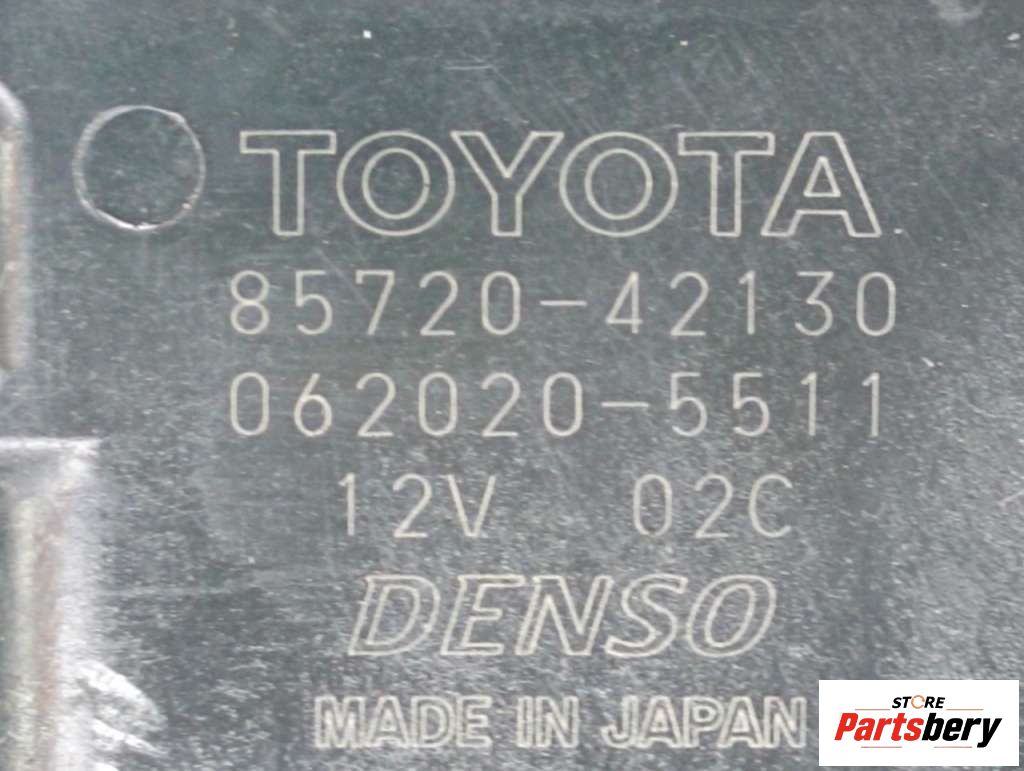 TOYOTA
85720-42130
062020-5511
12V 02C
DENSO
MADE IN JAPAN
STORE
Partsbery